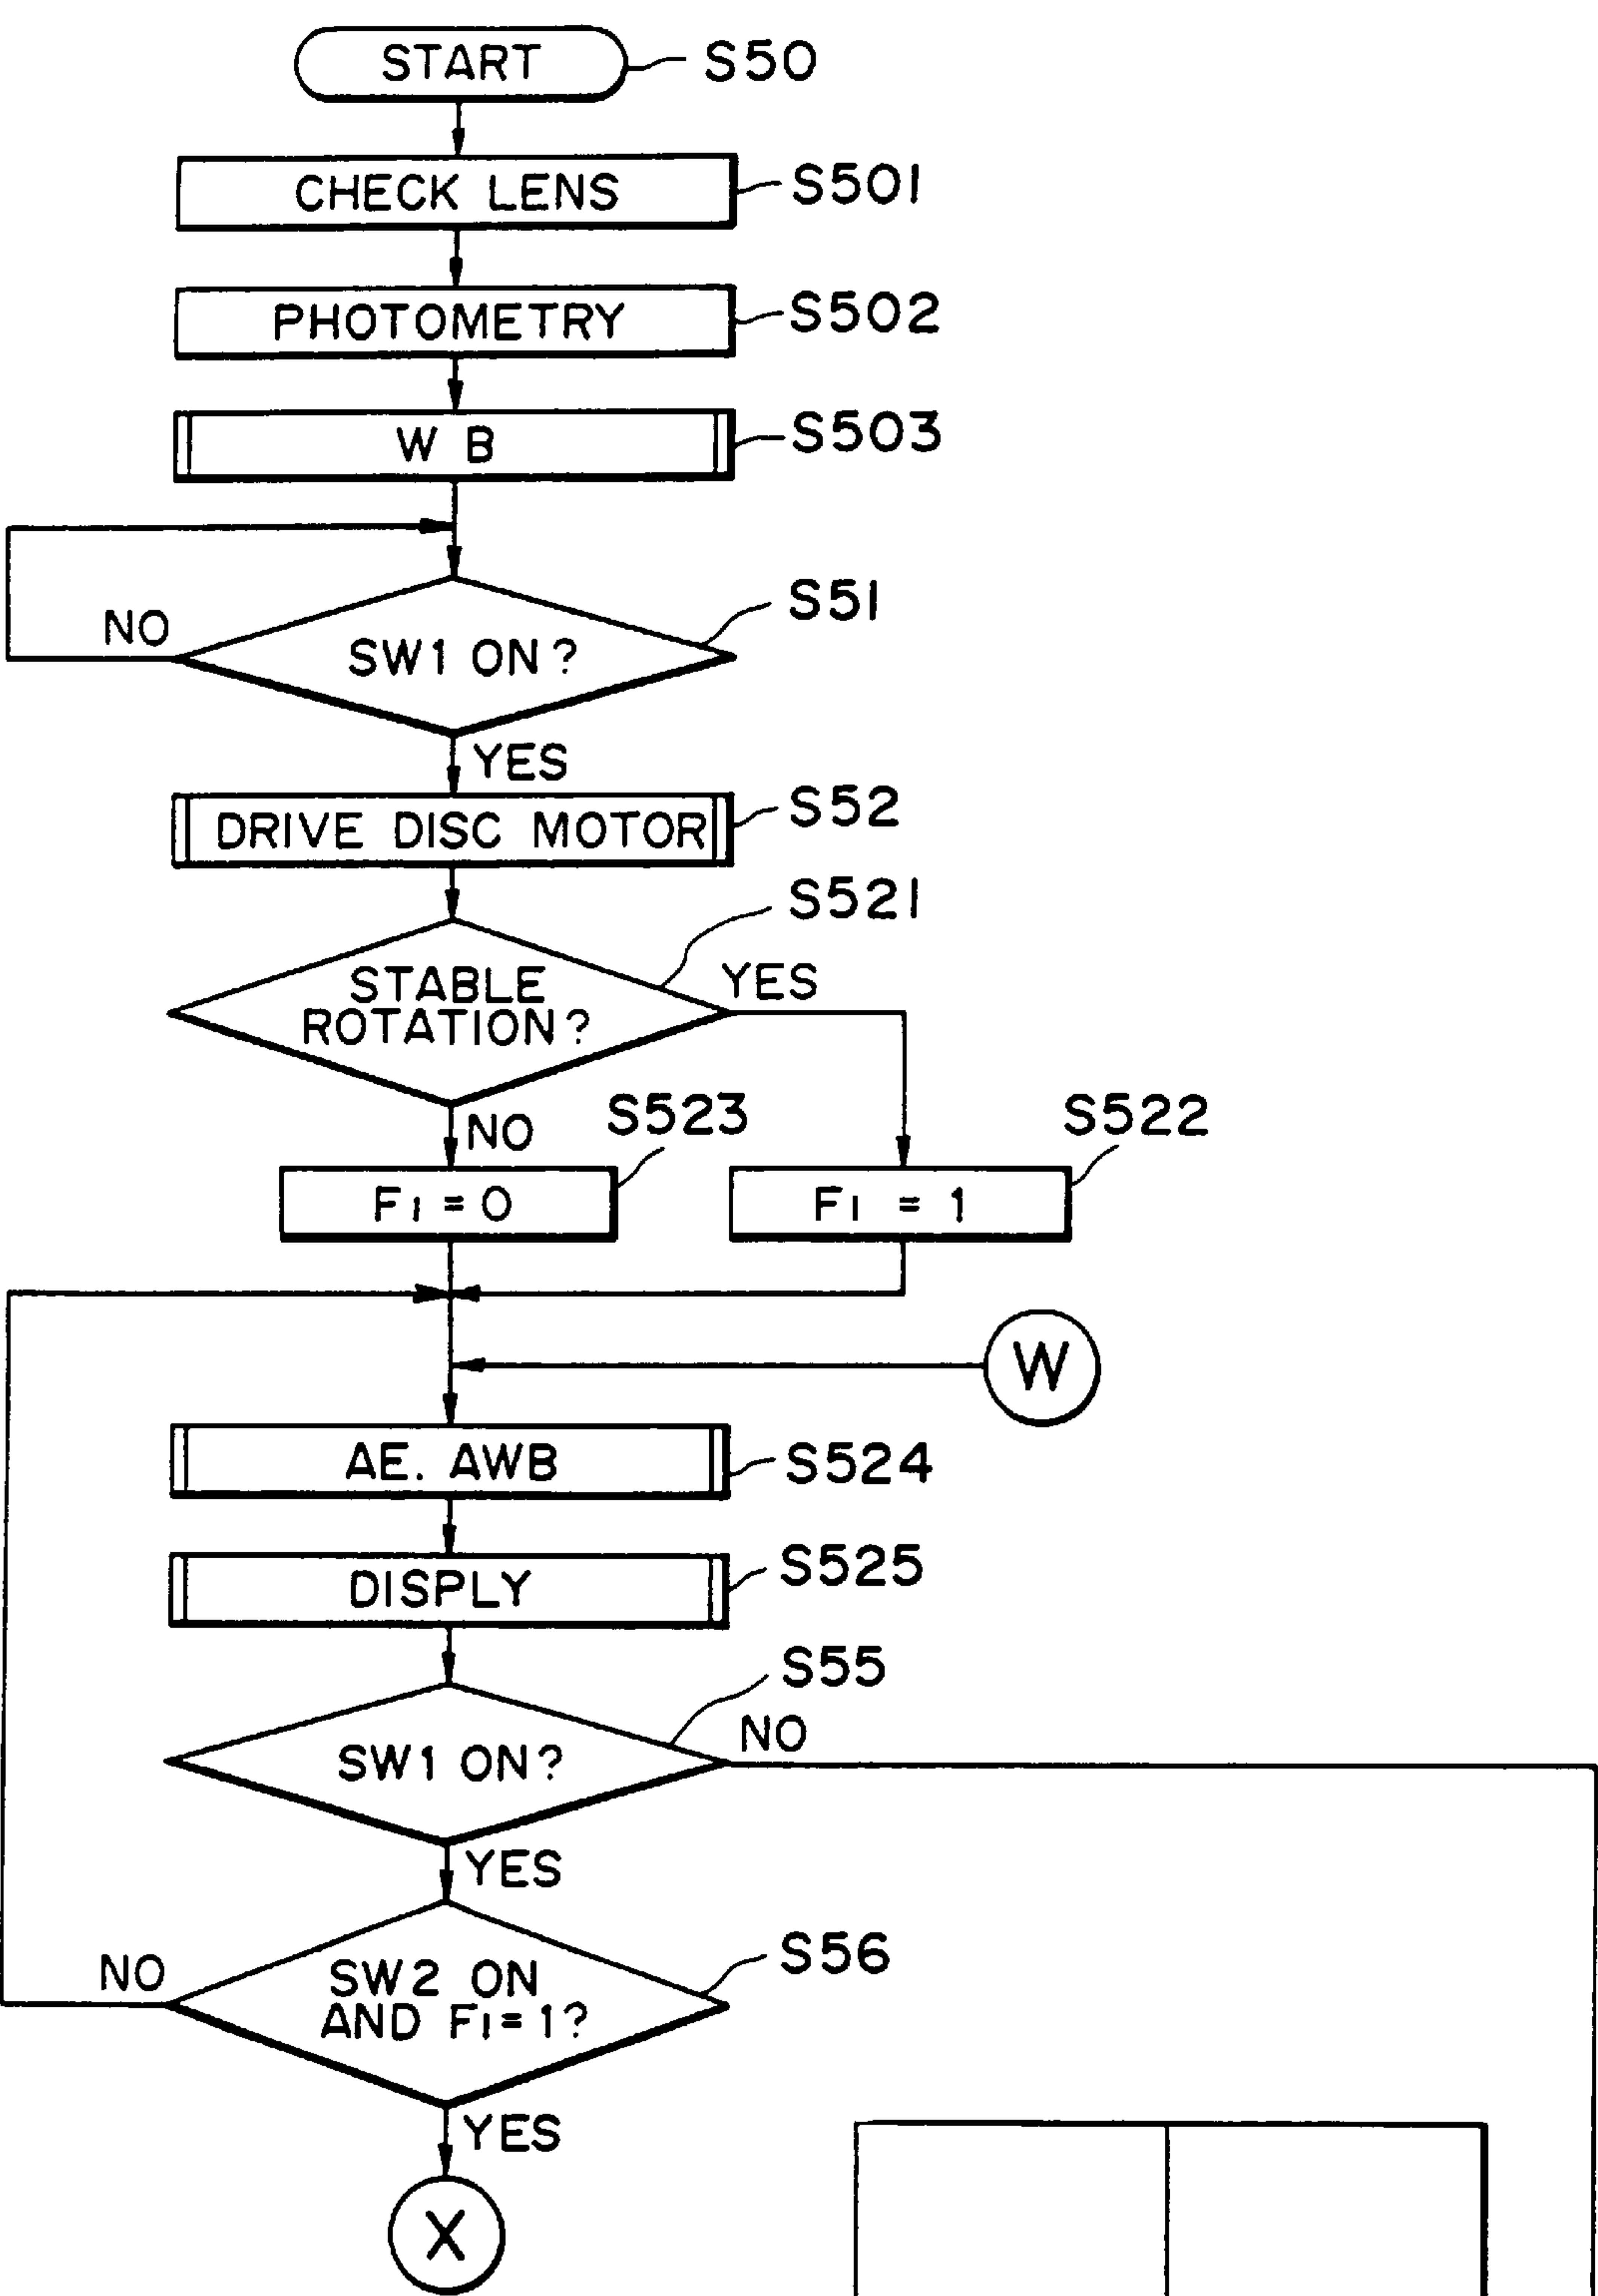 START
S50
CHECK LENS
S501
PHOTOMETRY
S502
W B
S503
S51
NO
SW1 ON?
YES
DRIVE DISC MOTOR
S52
S521
STABLE
ROTATION?
YES
NO
S523
S522
F1 = 0
F1 = 1
W
AE. AWB
S524
DISPLY
S525
S55
SW1 ON?
NO
YES
S56
NO
SW2 ON
AND F1=1?
YES
X